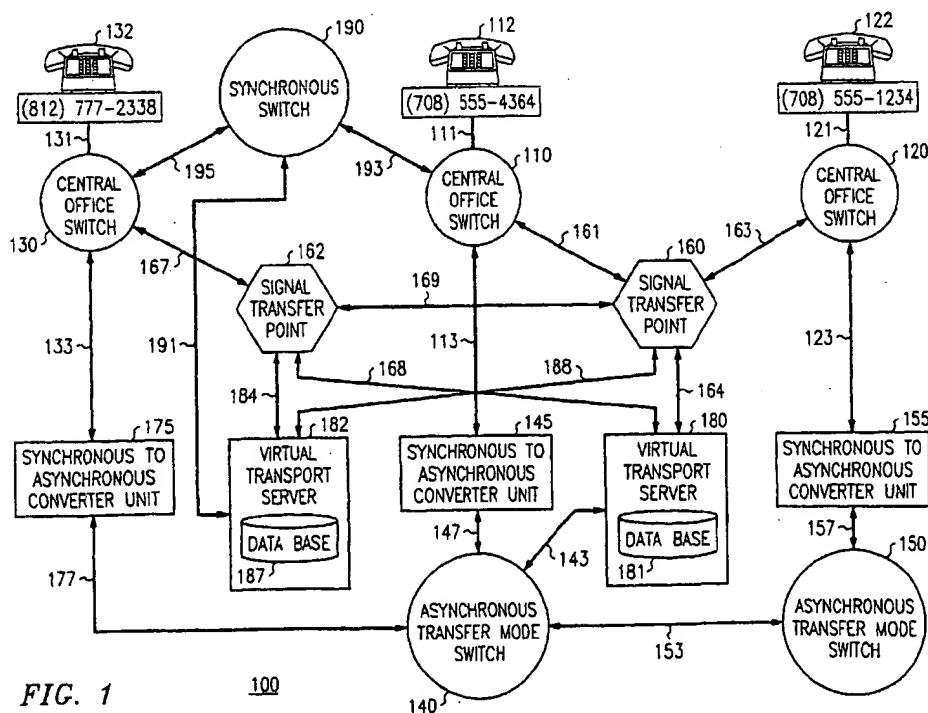 132
190
112
122
(812) 777-2338
SYNCHRONOUS
SWITCH
(708) 555-4364
(708) 555-1234
131
111
121
195
193
110
120
CENTRAL
OFFICE
SWITCH
130
CENTRAL
OFFICE
SWITCH
CENTRAL
OFFICE
SWITCH
167
162
161
160
163
SIGNAL
TRANSFER
POINT
169
SIGNAL
TRANSFER
POINT
133
191
113
123
184
168
188
164
175
182
145
180
155
SYNCHRONOUS TO
ASYNCHRONOUS
CONVERTER UNIT
VIRTUAL
TRANSPORT
SERVER
DATA BASE
187
SYNCHRONOUS TO
ASYNCHRONOUS
CONVERTER UNIT
VIRTUAL
TRANSPORT
SERVER
DATA BASE
181
SYNCHRONOUS TO
ASYNCHRONOUS
CONVERTER UNIT
177
147
143
157
150
ASYNCHRONOUS
TRANSFER MODE
SWITCH
140
153
ASYNCHRONOUS
TRANSFER MODE
SWITCH
FIG. 1
100